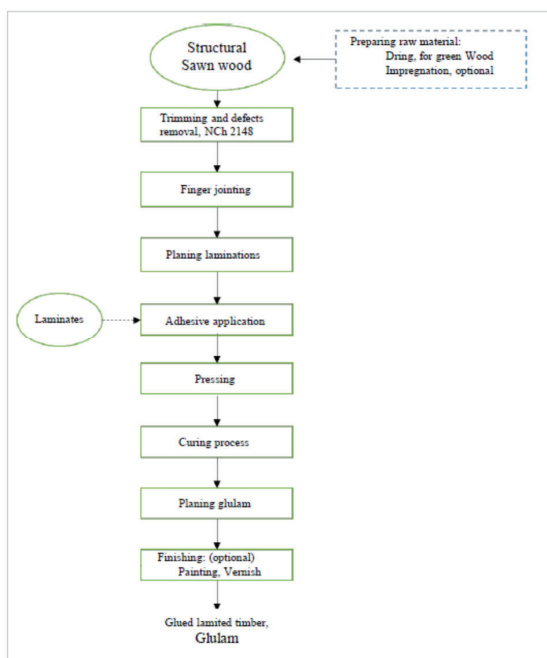 Structural
Sawn wood
Preparing raw material:
Dring, for green Wood
Impregnation, optional
Trimming and defects
removal, NCh 2148
Finger jointing
Planing laminations
Laminates
Adhesive application
Pressing
Curing process
Planing glulam
Finishing: (optional)
Painting, Vernish
Glued lamited timber,
Glulam